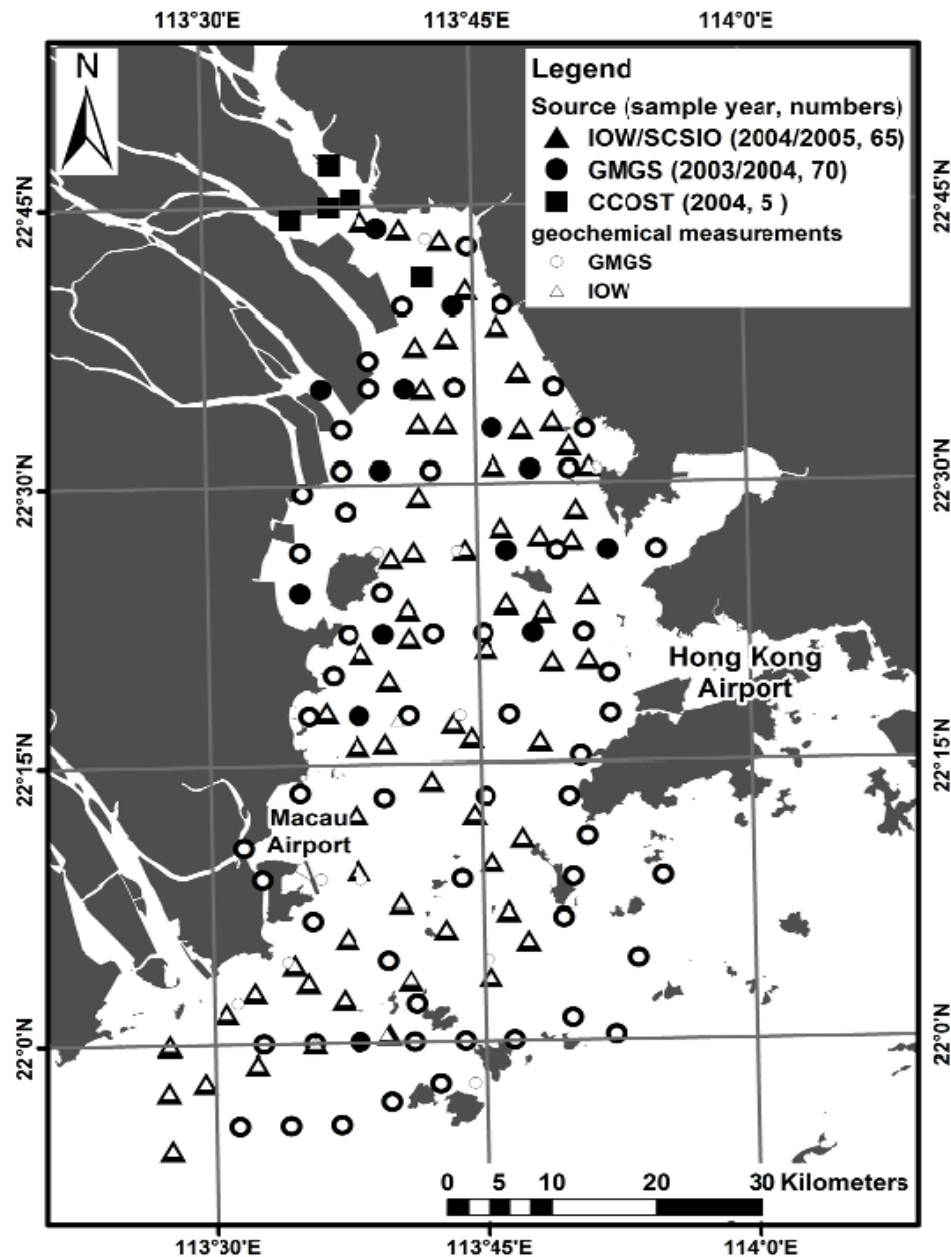 113°30'E 113°45'E 114°0'E
N
Legend
Source (sample year, numbers)
IOW/SCSIO (2004/2005, 65)
GMGS (2003/2004, 70)
CCOST (2004, 5 )
geochemical measurements
GMGS
IOW
22°45'N 22°45'N
22°30'N 22°30'N
Hong Kong
Airport
22°15'N 22°15'N
Macau
Airport
22°0'N 22°0'N
0 5 10 20 30 Kilometers
113°30'E 113°45'E 114°0'E